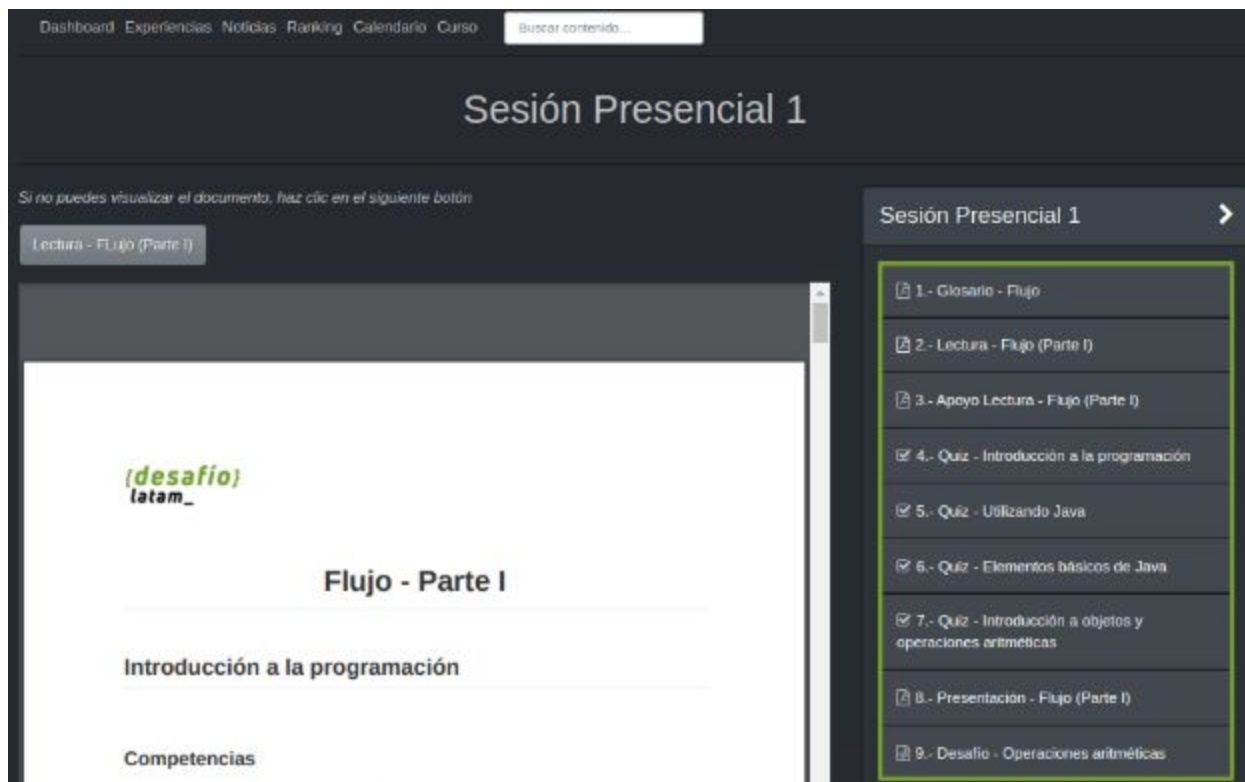 Dashboard Experiencias Noticias Ranking Calendario Curso
Buscar contenido...
Sesión Presencial 1
Si no puedes visualizar el documento, haz clic en el siguiente botón
Lectura - FLujo (Parte I)
{desafío}
latam_
Flujo - Parte I
Introducción a la programación
Competencias
Sesión Presencial 1
1.- Glosario - Flujo
2.- Lectura - Flujo (Parte I)
3.- Apoyo Lectura - Flujo (Parte I)
4.- Quiz - Introducción a la programación
5.- Quiz - Utilizando Java
6.- Quiz - Elementos básicos de Java
7.- Quiz - Introducción a objetos y
operaciones aritméticas
8.- Presentación - Flujo (Parte I)
9.- Desafío - Operaciones aritméticas